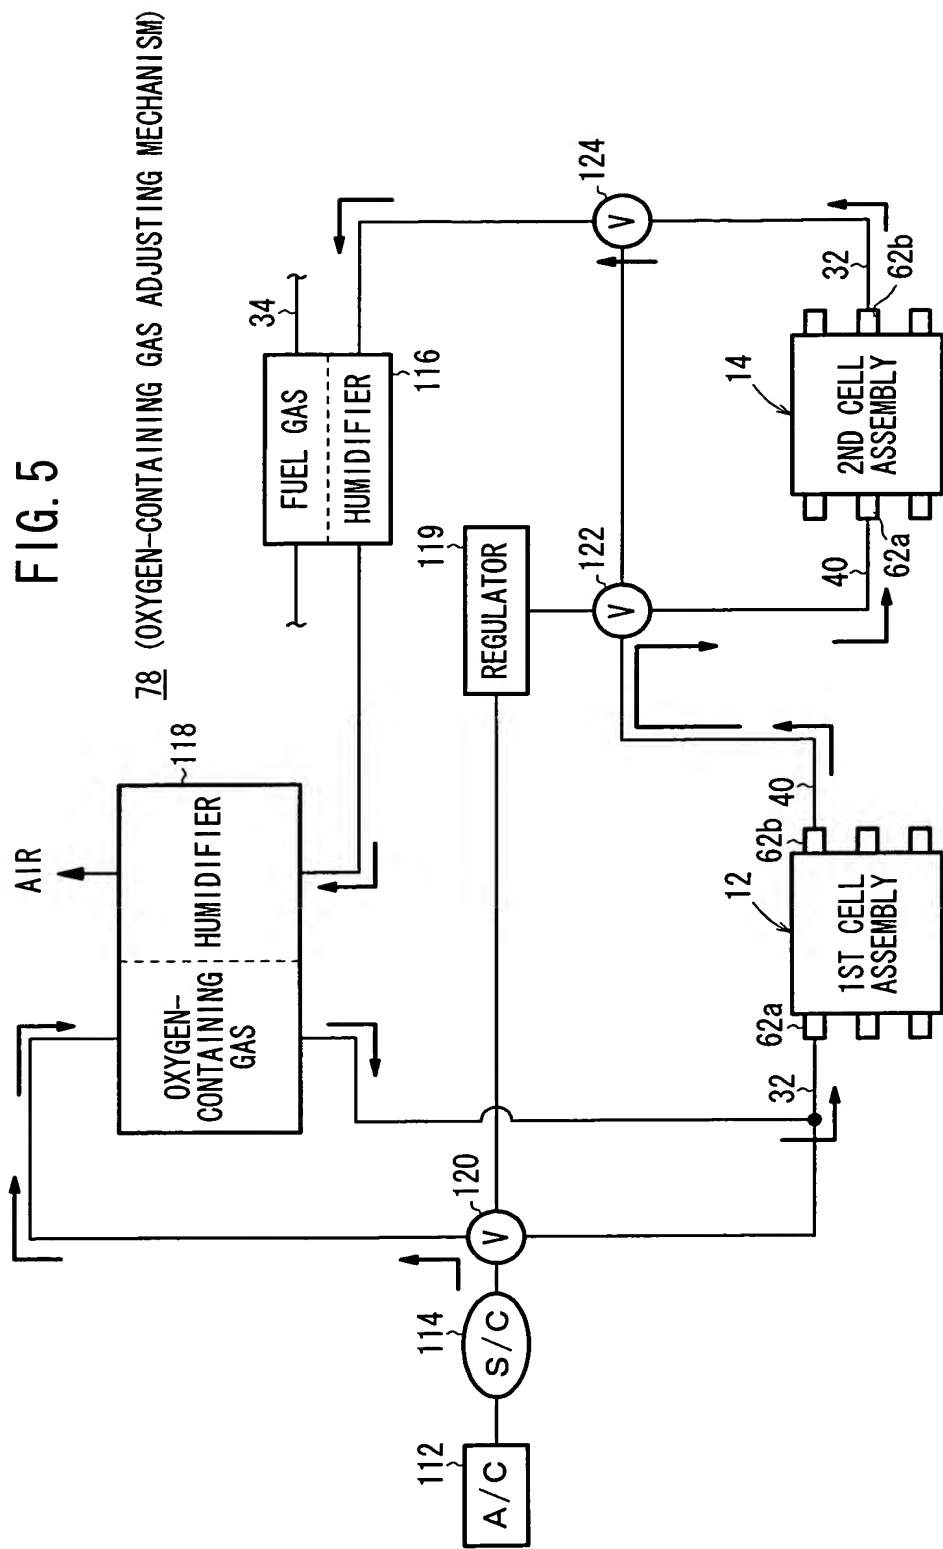 FIG. 5
78 (OXYGEN-CONTAINING GAS ADJUSTING MECHANISM)
AIR
118
OXYGEN-
CONTAINING
GAS
HUMIDIFIER
34
FUEL GAS
HUMIDIFIER
116
112
A/C
114
S/C
120
V
119
REGULATOR
122
V
124
V
32
62a
12
1ST CELL
ASSEMBLY
62b
40
40
62a
14
2ND CELL
ASSEMBLY
32
62b